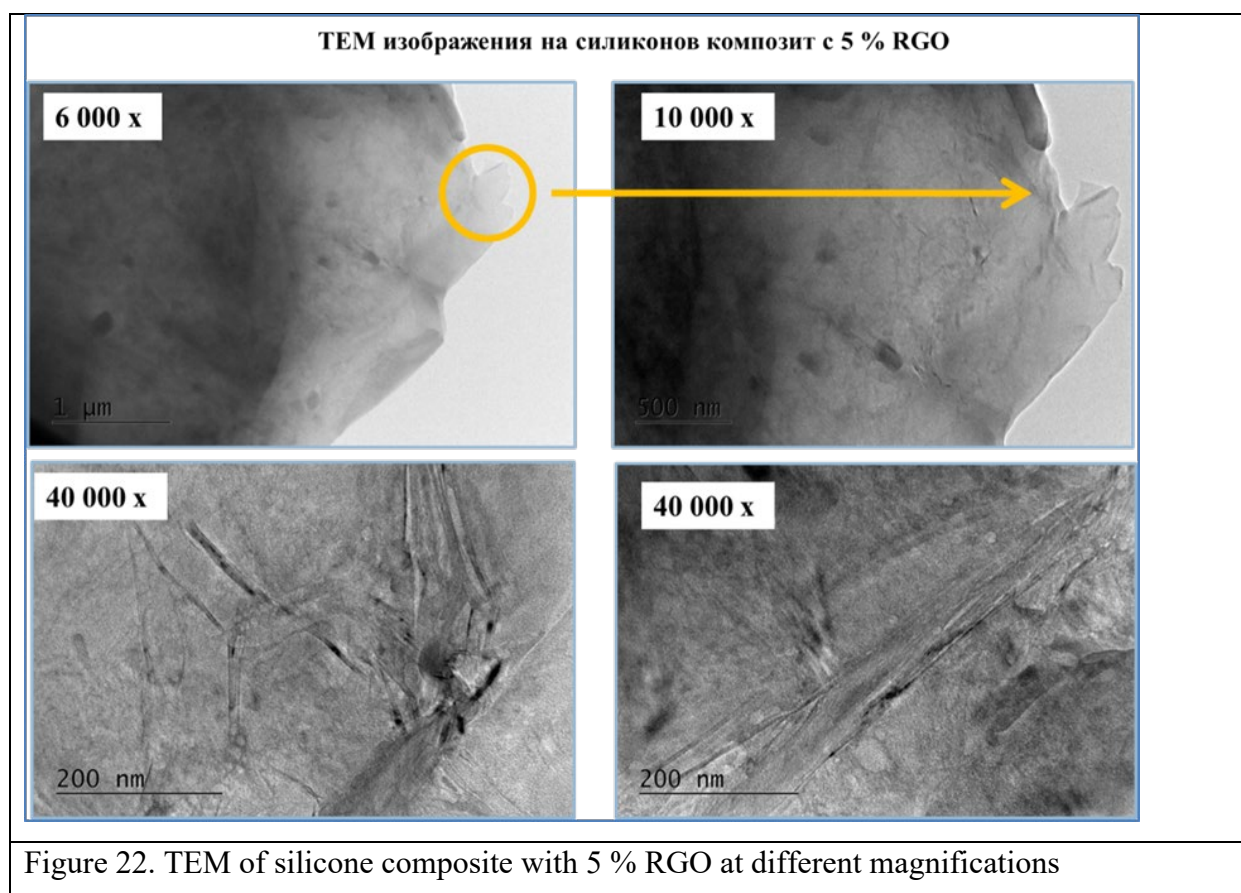 TEM изображения на силиконов композит с 5 % RGO
6 000 x
10 000 x
1 µm
500 nm
40 000 x
40 000 x
200 nm
200 nm
Figure 22. TEM of silicone composite with 5 % RGO at different magnifications